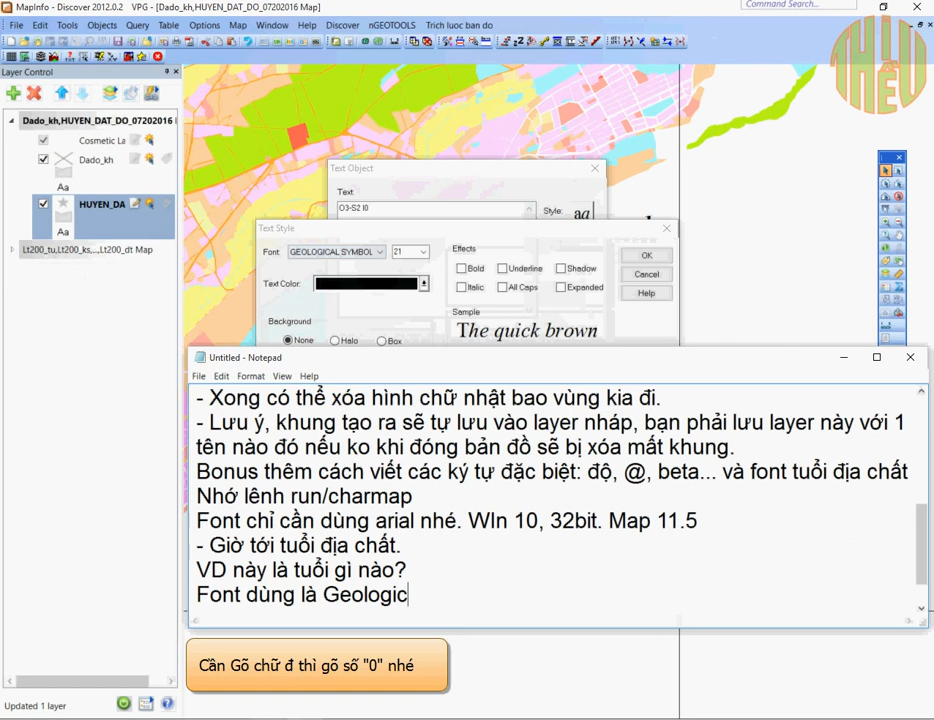 MapInfo - Discover 2012.0.2   VPG - [Dado_kh,HUYEN_DAT_DO_07202016 Map]
Command Search...
File Edit Tools Objects Query Table Options Map Window Help Discover nGEOTOOLS Trich luoc ban do
Layer Control
Dado_kh,HUYEN_DAT_DO_07202016
Cosmetic La
Dado_kh
Aa
HUYEN_DA
Aa
Lt200_tu,Lt200_ks,...,Lt200_dt Map
THI
HIẾU
Text Object
Text
O3-S2 l0
Style: aa
Text Style
Font GEOLOGICAL SYMBOL 21
Text Color:
Background
None Halo Box
Effects
Bold Underline Shadow
Italic All Caps Expanded
Sample
The quick brown
OK
Cancel
Help
Untitled - Notepad
File Edit Format View Help
- Xong có thể xóa hình chữ nhật bao vùng kia đi.
- Lưu ý, khung tạo ra sẽ tự lưu vào layer nháp, bạn phải lưu layer này với 1
tên nào đó nếu ko khi đóng bản đồ sẽ bị xóa mất khung.
Bonus thêm cách viết các ký tự đặc biệt: độ, @, beta... và font tuổi địa chất
Nhớ lênh run/charmap
Font chỉ cần dùng arial nhé. WIn 10, 32bit. Map 11.5
- Giờ tới tuổi địa chất.
VD này là tuổi gì nào?
Font dùng là Geologic
Cần Gõ chữ đ thì gõ số "0" nhé
Updated 1 layer